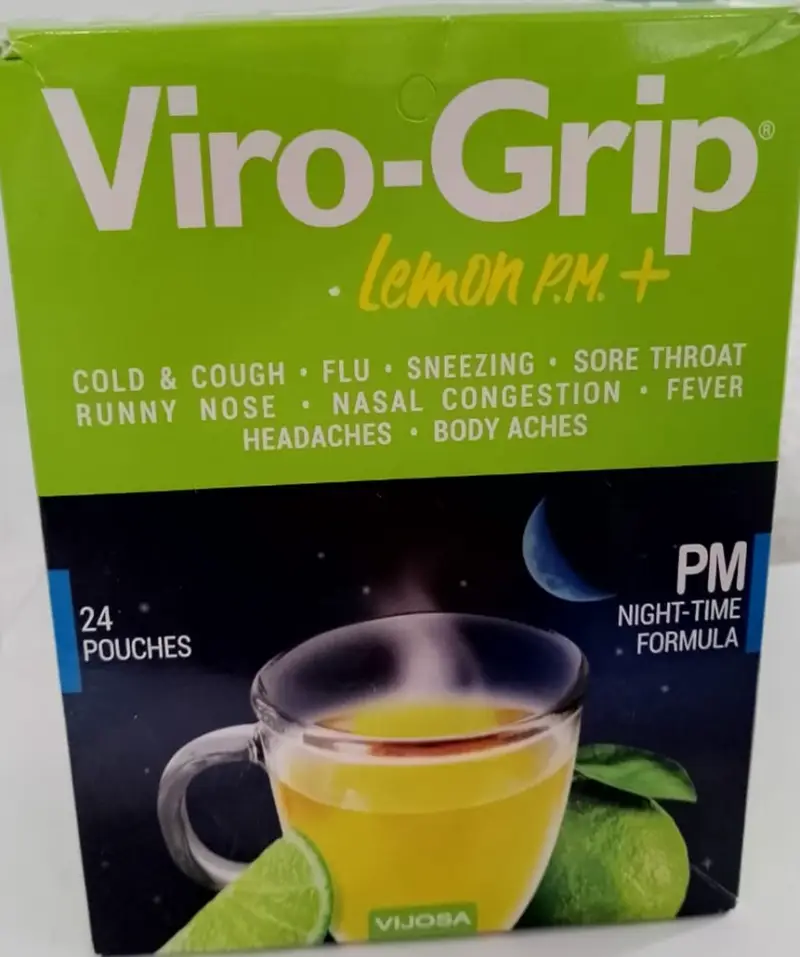 Viro-Grip®
Lemon P.M. +
COLD & COUGH • FLU • SNEEZING • SORE THROAT
RUNNY NOSE • NASAL CONGESTION • FEVER
HEADACHES • BODY ACHES
24
POUCHES
PM
NIGHT-TIME
FORMULA
VIJOSA